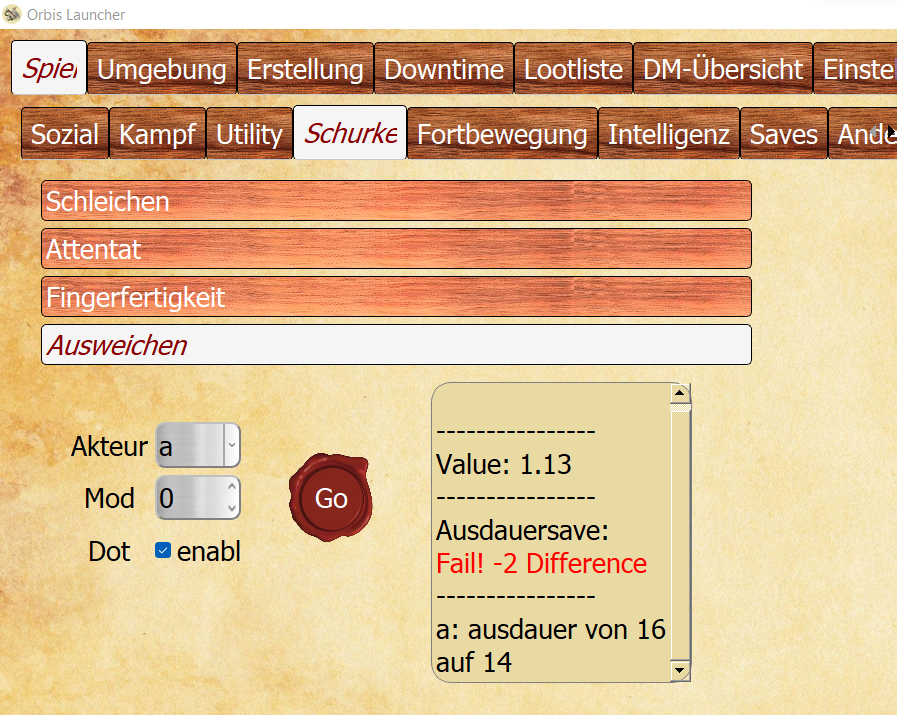 Orbis Launcher
Spiel Umgebung Erstellung Downtime Lootliste DM-Übersicht Einste
Sozial Kampf Utility Schurke Fortbewegung Intelligenz Saves Ande
Schleichen
Attentat
Fingerfertigkeit
Ausweichen
----------------
Akteur a
Value: 1.13
Mod 0
Go
----------------
Ausdauersave:
Dot enabl
Fail! -2 Difference
----------------
a: ausdauer von 16
auf 14